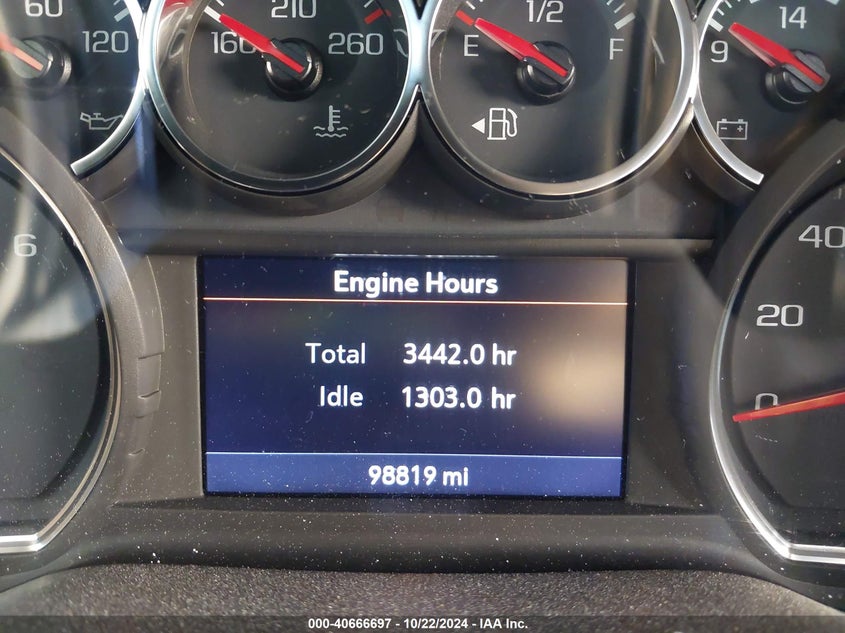 60 120
160 210 260
E 1/2 F
9 14
6
Engine Hours
Total 3442.0 hr
Idle 1303.0 hr
98819 mi
40
20
0
000-40666697 - 10/22/2024 - IAA Inc.